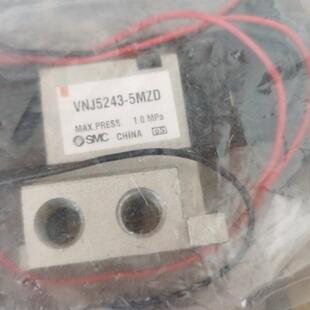 VNJ5243-5MZD
MAX.PRESS. 1.0 MPa
SMC CHINA